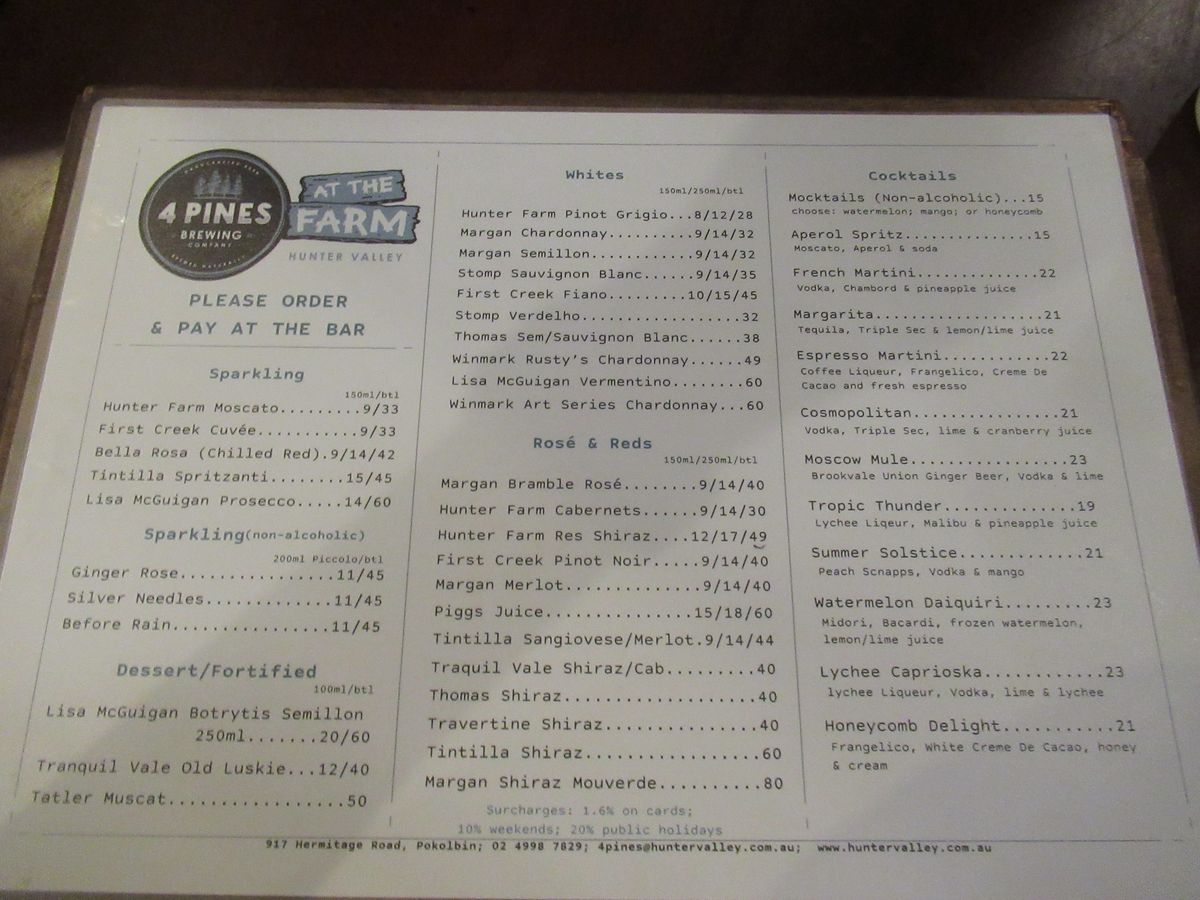 4 PINES
BREWING
COMPANY
AT THE
FARM
HUNTER VALLEY
PLEASE ORDER
& PAY AT THE BAR
Sparkling
150ml/btl
Hunter Farm Moscato.........9/33
First Creek Cuvée...........9/33
Bella Rosa (Chilled Red).9/14/42
Tintilla Spritzanti........15/45
Lisa McGuigan Prosecco.....14/60
Sparkling(non-alcoholic)
200ml Piccolo/btl
Ginger Rose................11/45
Silver Needles.............11/45
Before Rain................11/45
Dessert/Fortified
100ml/btl
Lisa McGuigan Botrytis Semillon
250ml.......20/60
Tranquil Vale Old Luskie...12/40
Tatler Muscat.................50
Whites
150ml/250ml/btl
Hunter Farm Pinot Grigio...8/12/28
Margan Chardonnay..........9/14/32
Margan Semillon............9/14/32
Stomp Sauvignon Blanc......9/14/35
First Creek Fiano.........10/15/45
Stomp Verdelho..................32
Thomas Sem/Sauvignon Blanc......38
Winmark Rusty's Chardonnay......49
Lisa McGuigan Vermentino........60
Winmark Art Series Chardonnay...60
Rosé & Reds
150ml/250ml/btl
Margan Bramble Rosé........9/14/40
Hunter Farm Cabernets......9/14/30
Hunter Farm Res Shiraz....12/17/49
First Creek Pinot Noir.....9/14/40
Margan Merlot..............9/14/40
Piggs Juice...............15/18/60
Tintilla Sangiovese/Merlot.9/14/44
Traquil Vale Shiraz/Cab.........40
Thomas Shiraz...................40
Travertine Shiraz...............40
Tintilla Shiraz.................60
Margan Shiraz Mouverde..........80
Surcharges: 1.6% on cards;
10% weekends; 20% public holidays
Cocktails
Mocktails (Non-alcoholic)...15
choose: watermelon; mango; or honeycomb
Aperol Spritz...............15
Moscato, Aperol & soda
French Martini..............22
Vodka, Chambord & pineapple juice
Margarita...................21
Tequila, Triple Sec & lemon/lime juice
Espresso Martini............22
Coffee Liqueur, Frangelico, Creme De
Cacao and fresh espresso
Cosmopolitan................21
Vodka, Triple Sec, lime & cranberry juice
Moscow Mule.................23
Brookvale Union Ginger Beer, Vodka & lime
Tropic Thunder..............19
Lychee Liqeur, Malibu & pineapple juice
Summer Solstice.............21
Peach Scnapps, Vodka & mango
Watermelon Daiquiri.........23
Midori, Bacardi, frozen watermelon,
lemon/lime juice
Lychee Caprioska............23
lychee Liqueur, Vodka, lime & lychee
Honeycomb Delight...........21
Frangelico, White Creme De Cacao, honey
& cream
917 Hermitage Road, Pokolbin; 02 4998 7829; 4pines@huntervalley.com.au; www.huntervalley.com.au